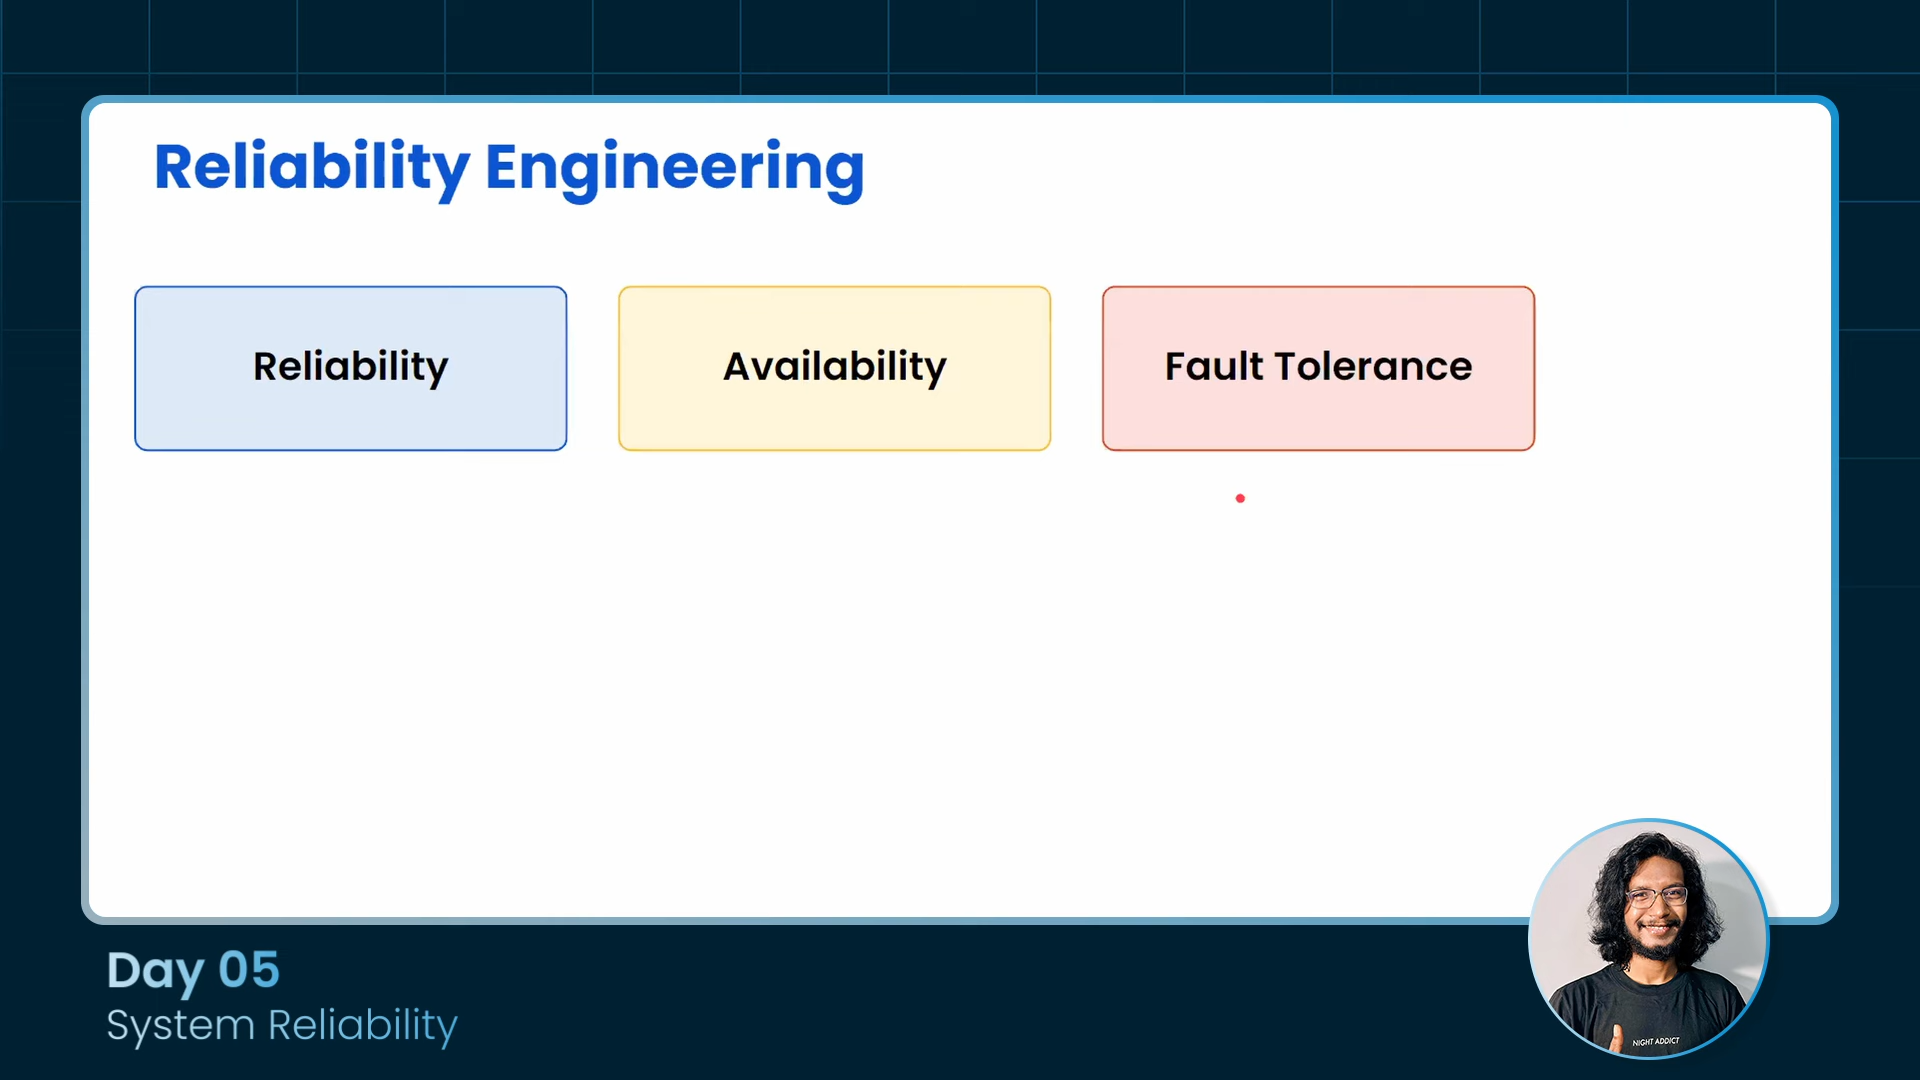 Reliability Engineering
Reliability
Availability
Fault Tolerance
Day 05
System Reliability
NIGHT ADDICT